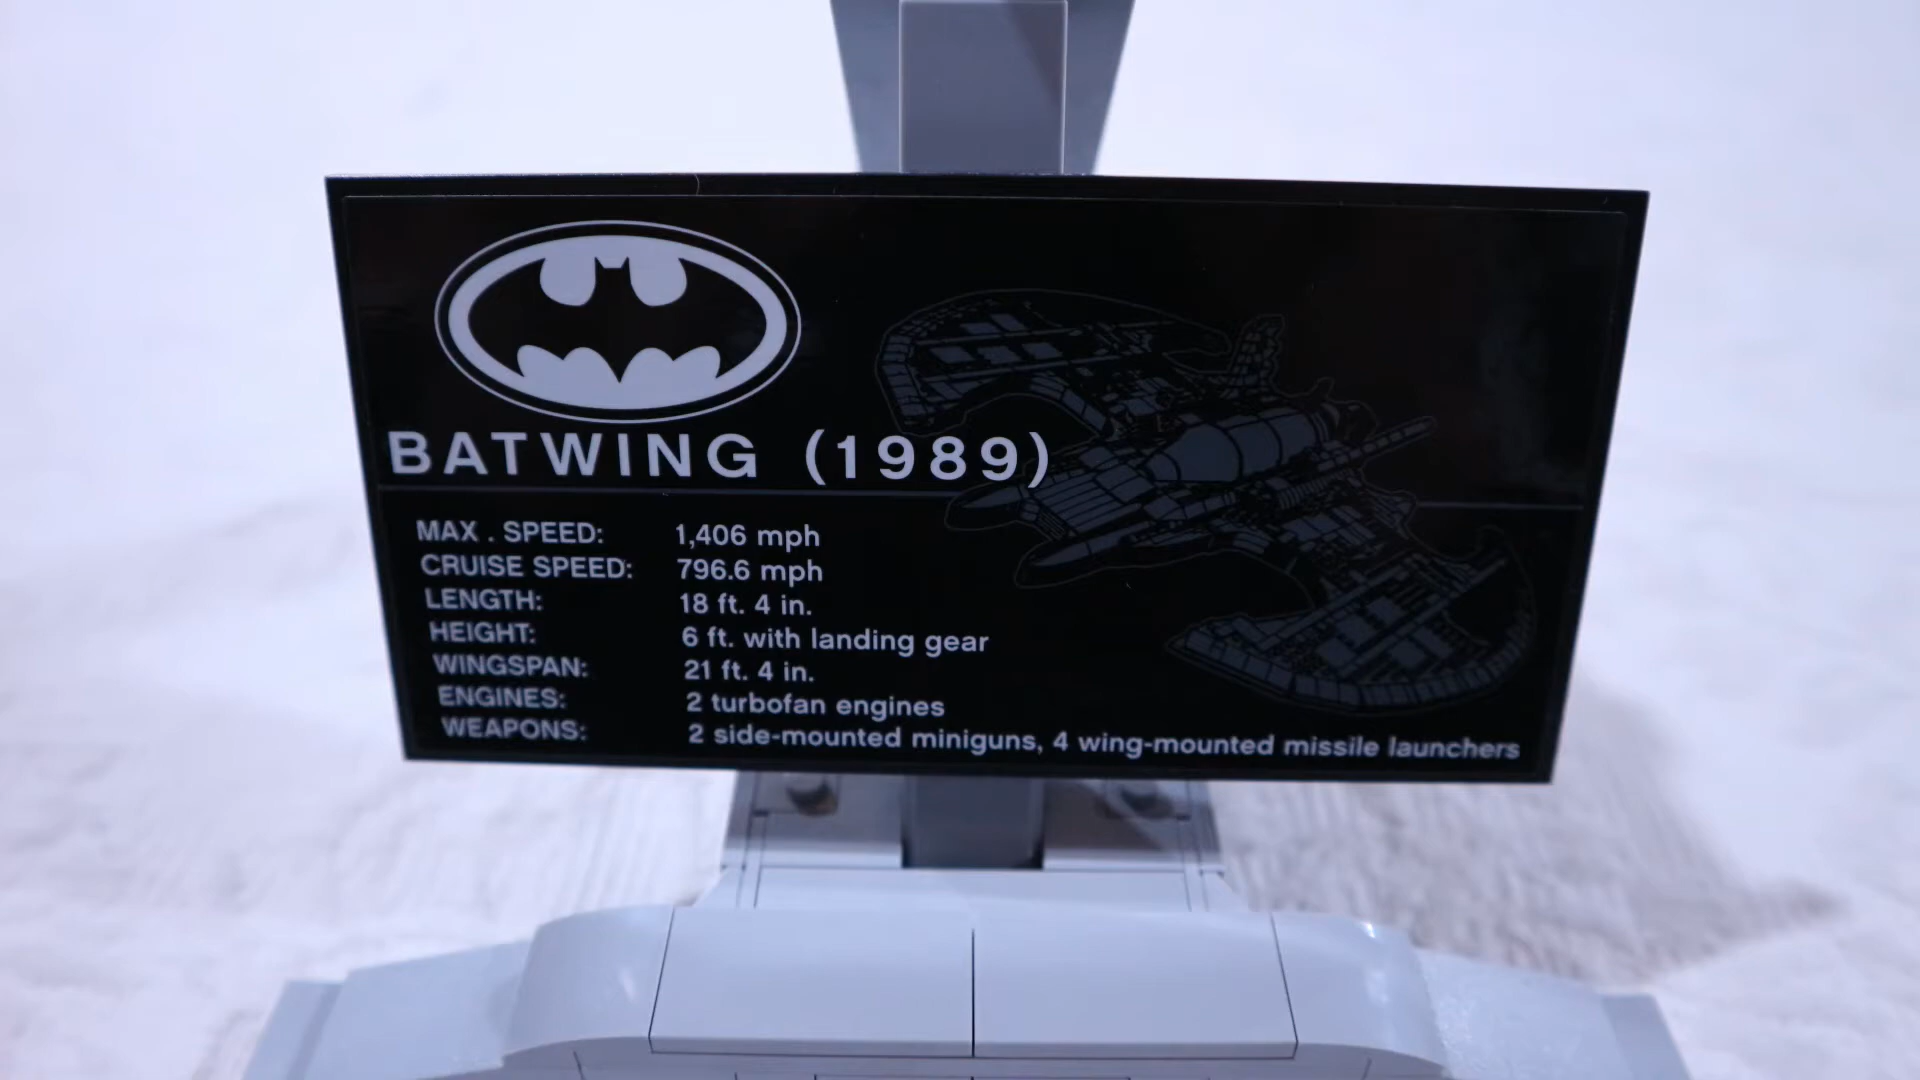 BATWING (1989)
MAX . SPEED: 1,406 mph
CRUISE SPEED: 796.6 mph
LENGTH: 18 ft. 4 in.
HEIGHT: 6 ft. with landing gear
WINGSPAN: 21 ft. 4 in.
ENGINES: 2 turbofan engines
WEAPONS: 2 side-mounted miniguns, 4 wing-mounted missile launchers